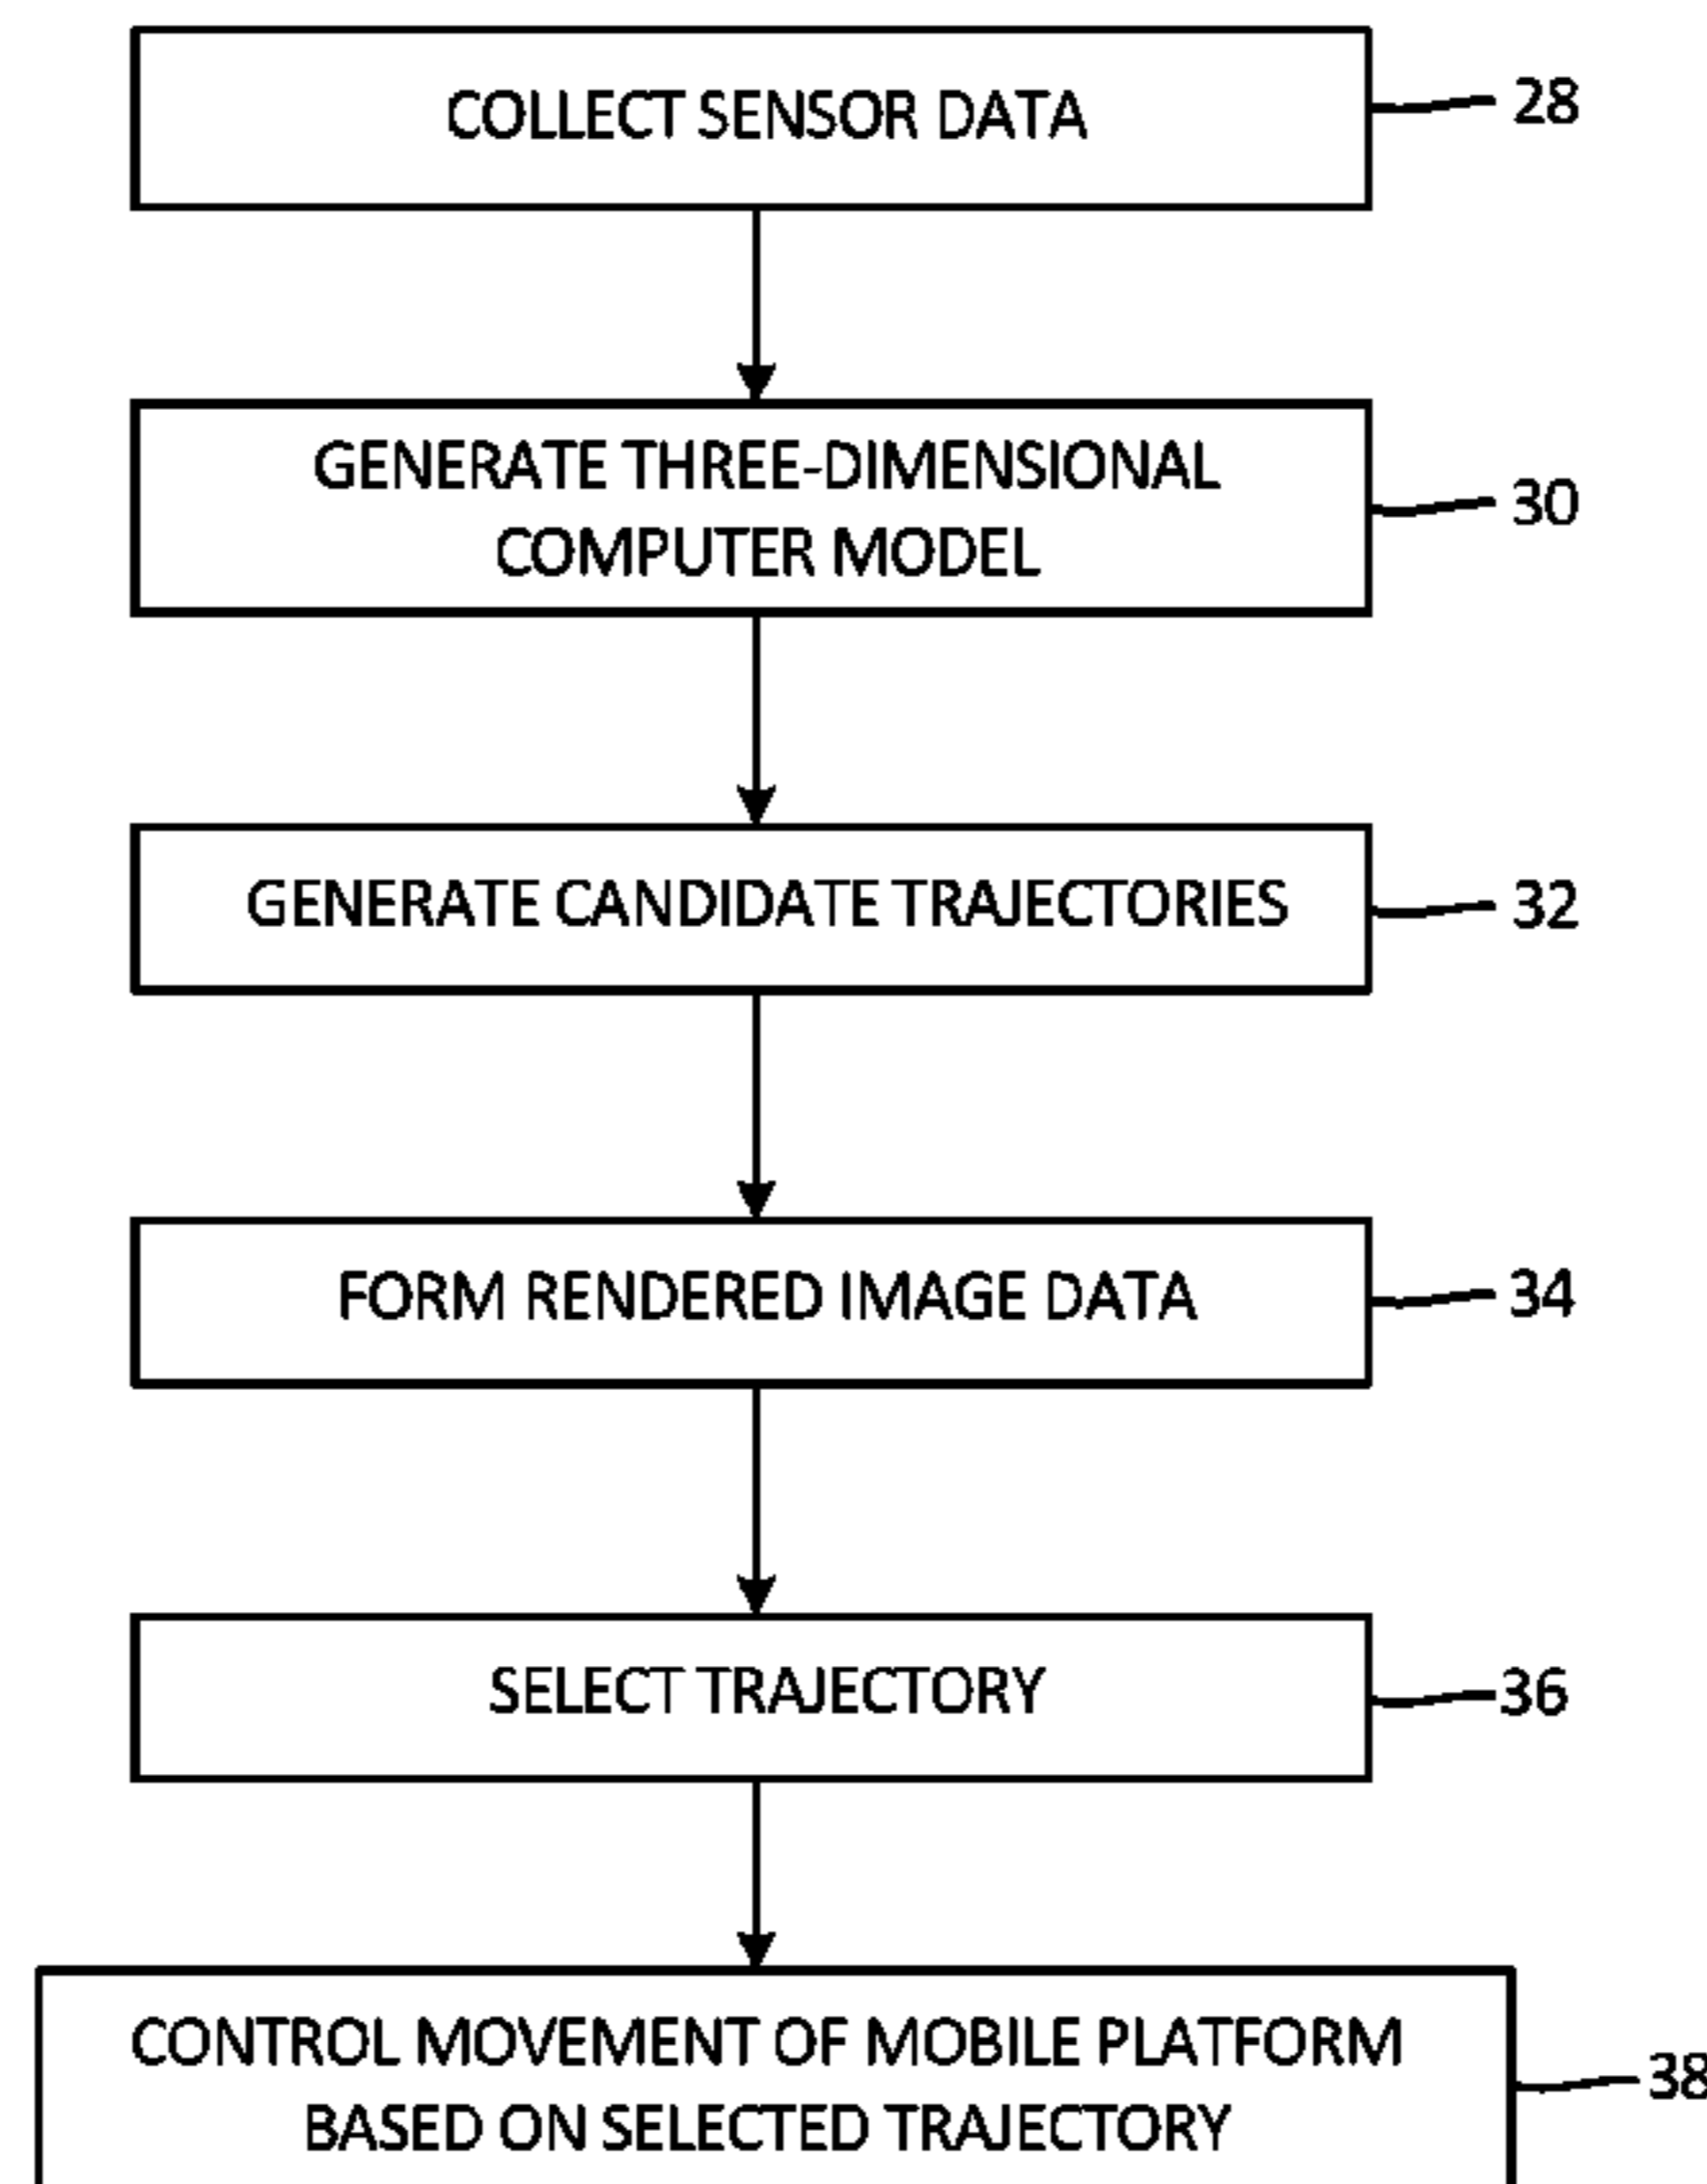 COLLECT SENSOR DATA
28
GENERATE THREE-DIMENSIONAL
COMPUTER MODEL
30
GENERATE CANDIDATE TRAJECTORIES
32
FORM RENDERED IMAGE DATA
34
SELECT TRAJECTORY
36
CONTROL MOVEMENT OF MOBILE PLATFORM
BASED ON SELECTED TRAJECTORY
38